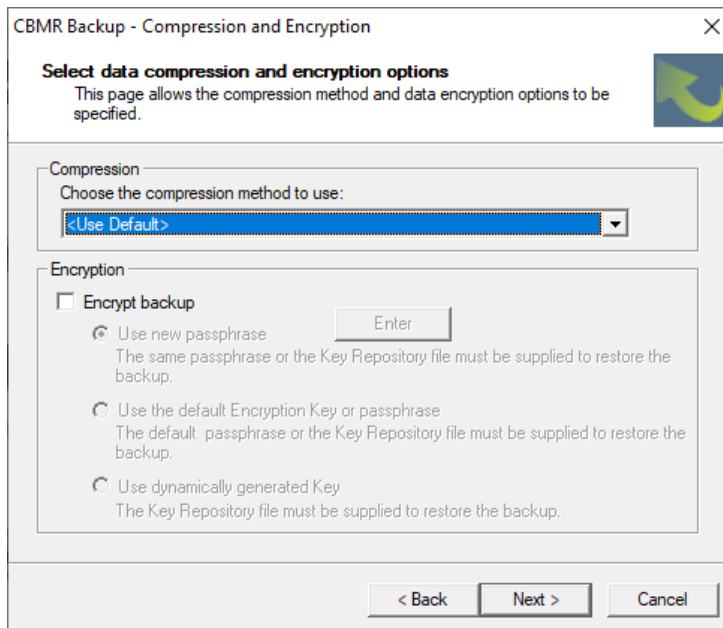 CBMR Backup - Compression and Encryption
Select data compression and encryption options
This page allows the compression method and data encryption options to be
specified.
Compression
Choose the compression method to use:
<Use Default>
Encryption
Encrypt backup
Enter
Use new passphrase
The same passphrase or the Key Repository file must be supplied to restore the
backup.
Use the default Encryption Key or passphrase
The default  passphrase or the Key Repository file must be supplied to restore the
backup.
Use dynamically generated Key
The Key Repository file must be supplied to restore the backup.
< Back
Next >
Cancel